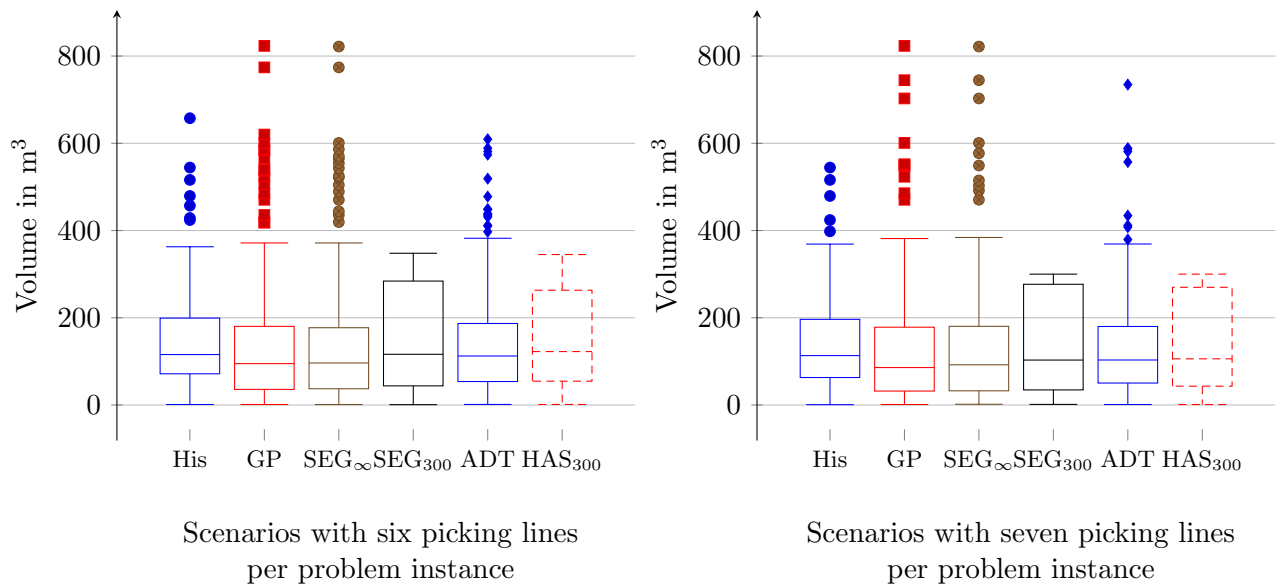 800
600
400
200
0
Volume in m³
His GP SEG∞ SEG₃₀₀ ADT HAS₃₀₀
Scenarios with six picking lines
per problem instance
800
600
400
200
0
Volume in m³
His GP SEG∞ SEG₃₀₀ ADT HAS₃₀₀
Scenarios with seven picking lines
per problem instance